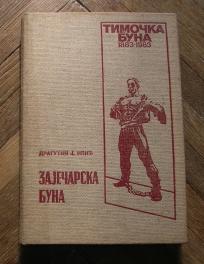 ТИМОЧКА
БУНА
1883-1983
ДРАГУТИН Ј. ИЛИЋ
ЗАЈЕЧАРСКА
БУНА